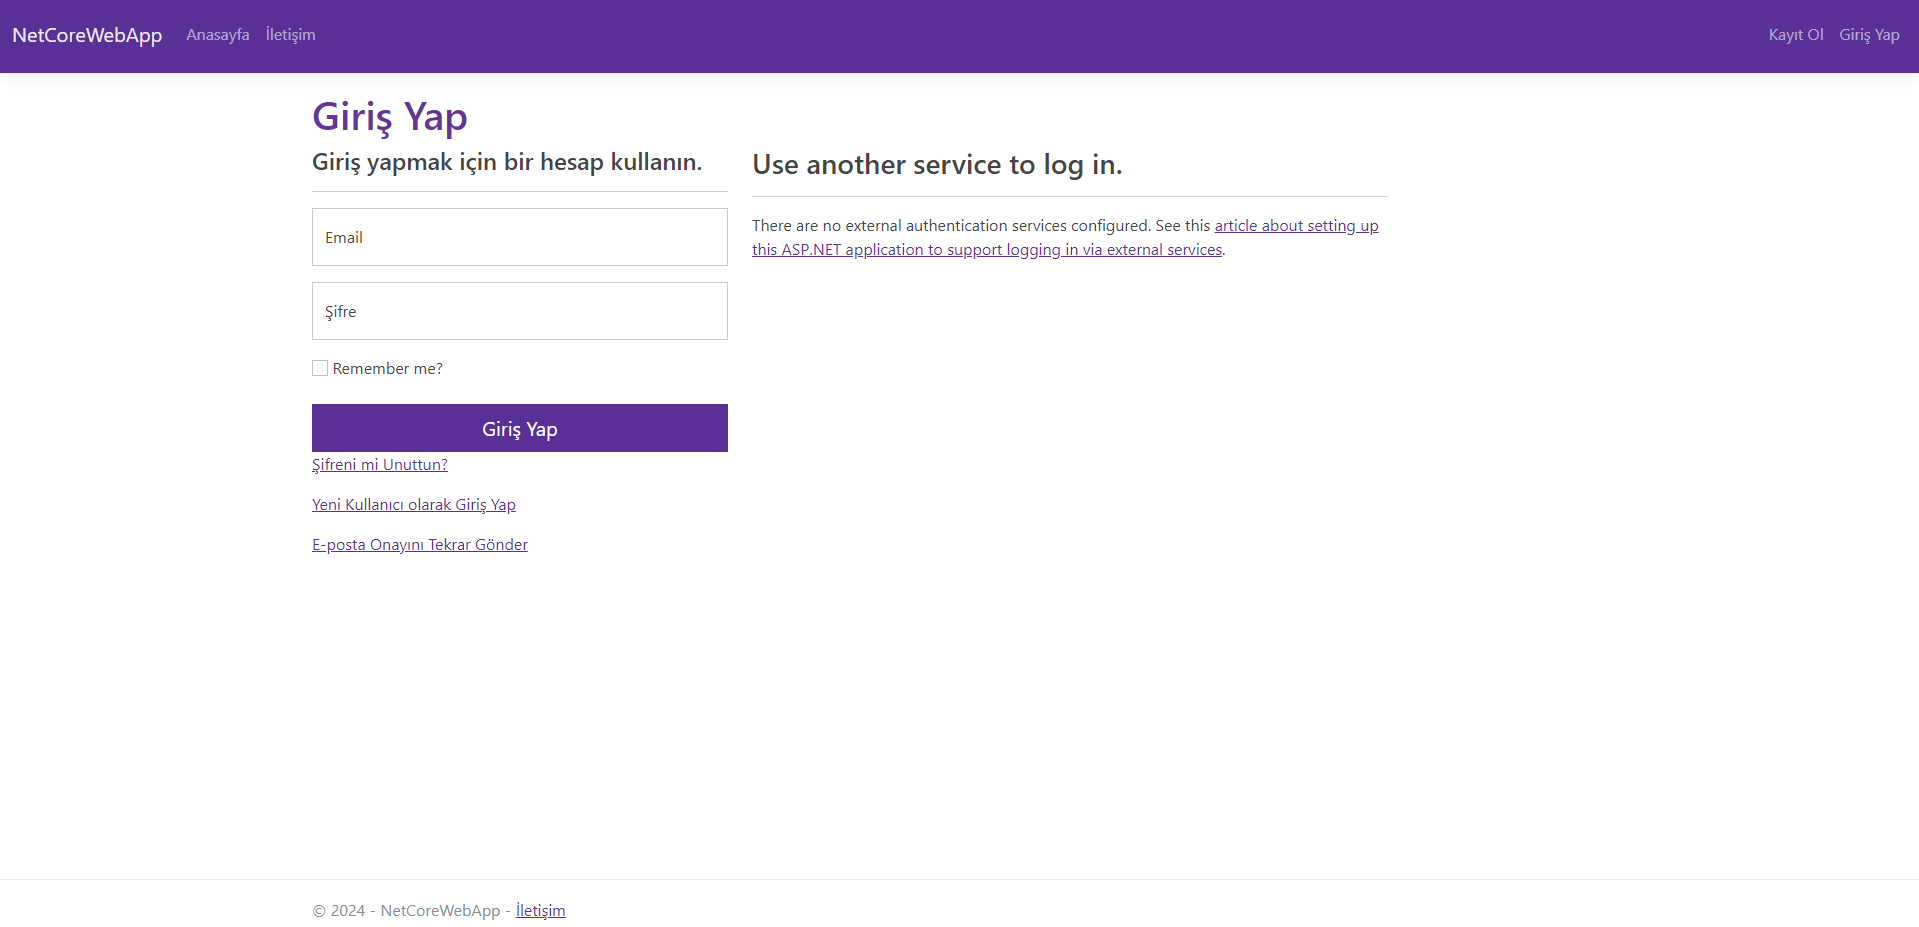 NetCoreWebApp Anasayfa İletişim Kayıt Ol Giriş Yap
Giriş Yap
Giriş yapmak için bir hesap kullanın.
Email
Şifre
Remember me?
Giriş Yap
Şifreni mi Unuttun?
Yeni Kullanıcı olarak Giriş Yap
E-posta Onayını Tekrar Gönder
Use another service to log in.
There are no external authentication services configured. See this article about setting up
this ASP.NET application to support logging in via external services.
© 2024 - NetCoreWebApp - İletişim